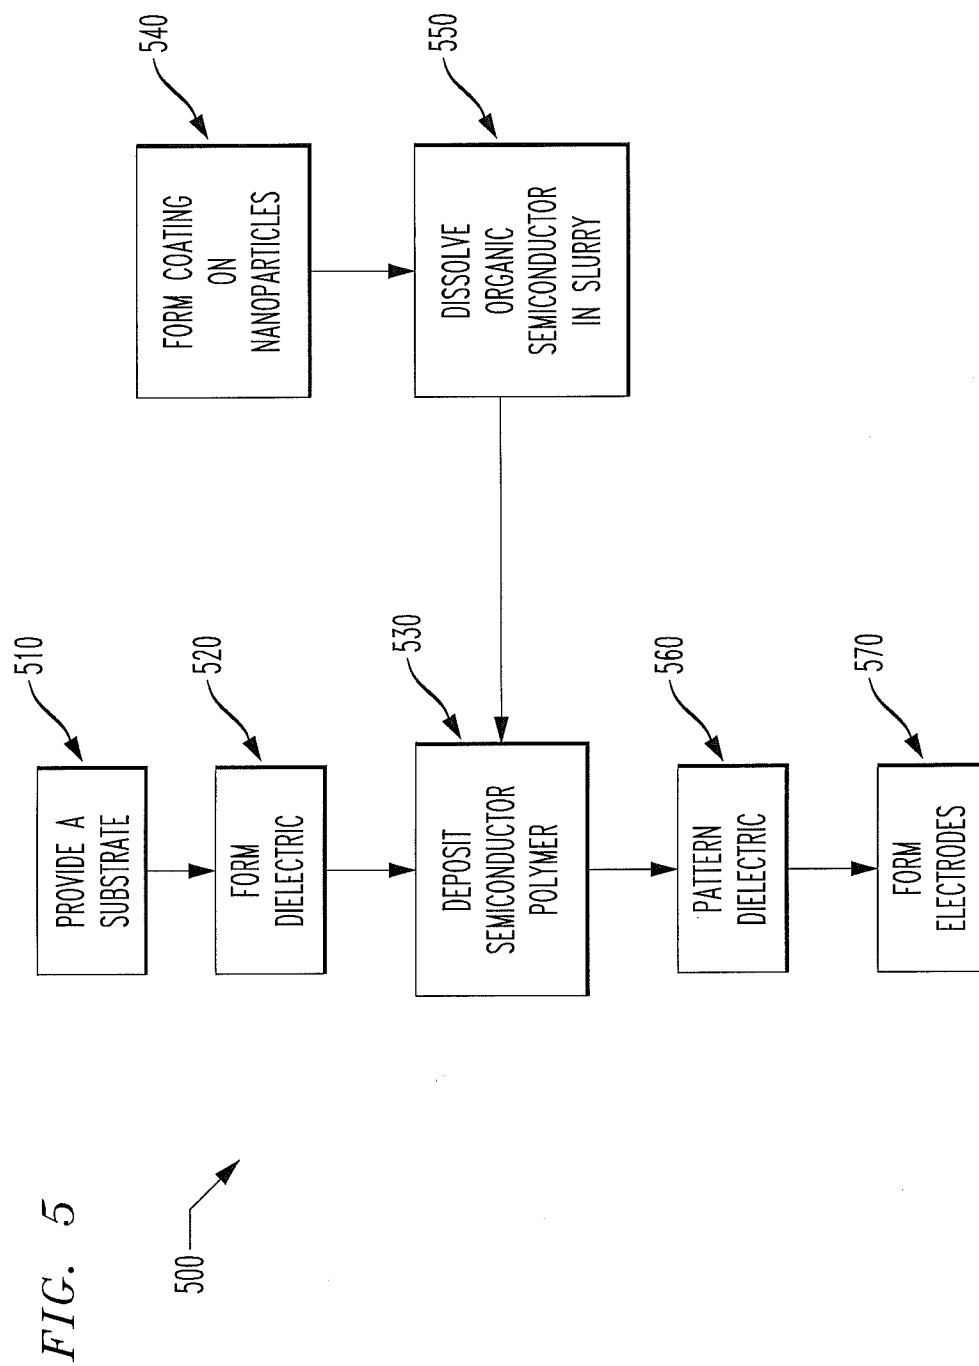 FIG. 5
500
510
PROVIDE A
SUBSTRATE
520
FORM
DIELECTRIC
530
DEPOSIT
SEMICONDUCTOR
POLYMER
540
FORM COATING
ON
NANOPARTICLES
550
DISSOLVE
ORGANIC
SEMICONDUCTOR
IN SLURRY
560
PATTERN
DIELECTRIC
570
FORM
ELECTRODES